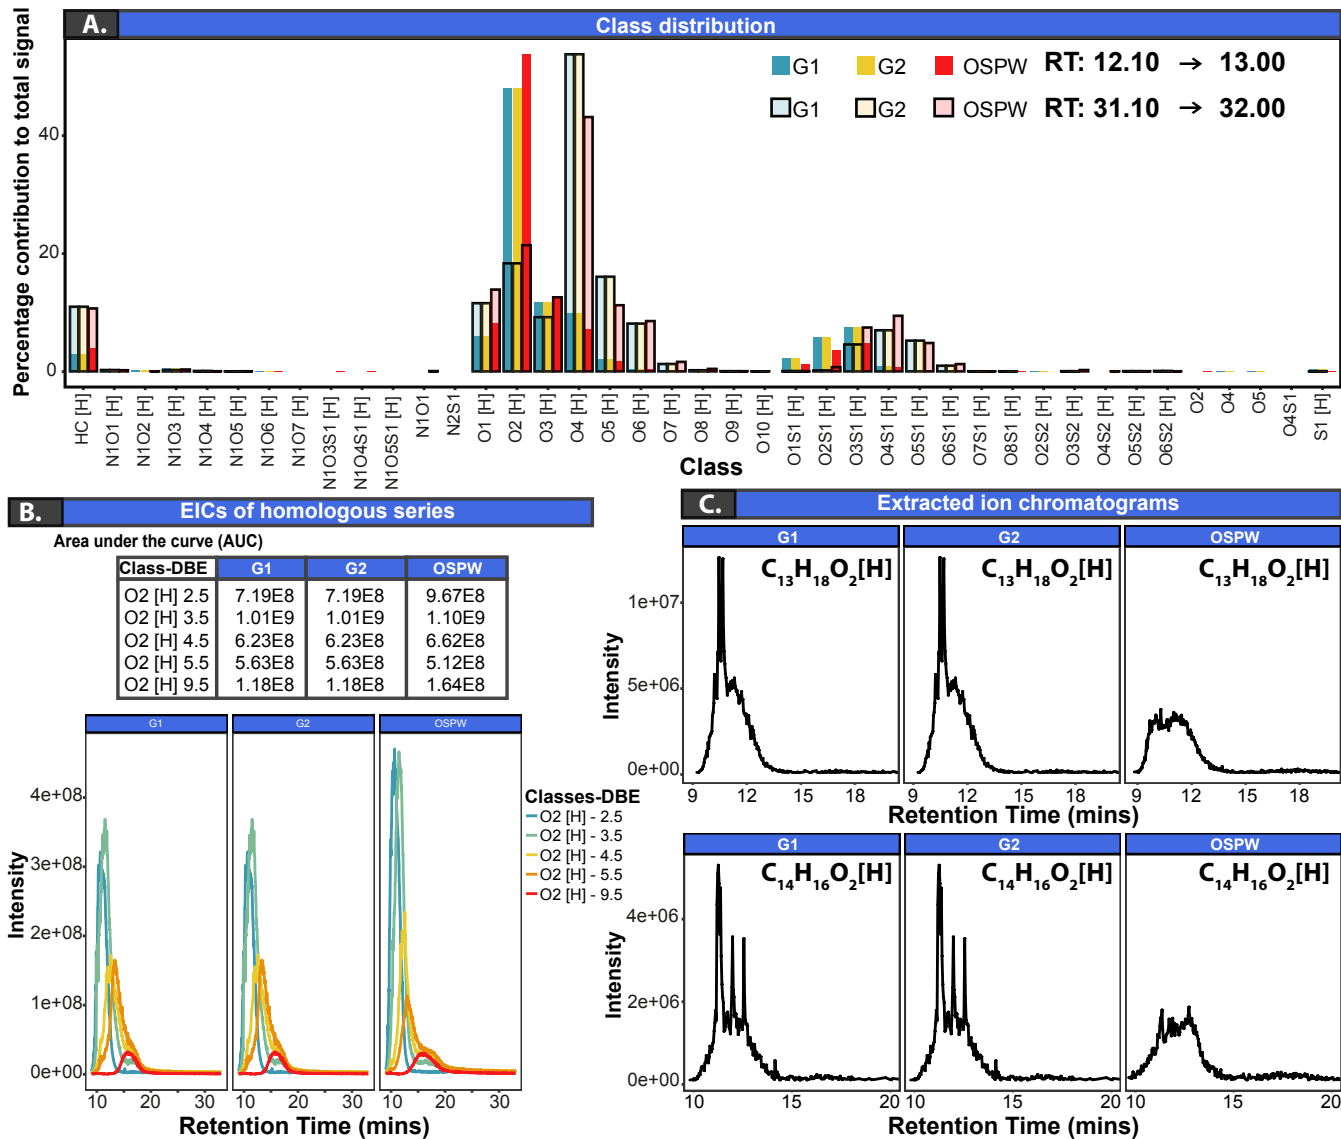 A. Class distribution
Percentage contribution to total signal
G1 G2 OSPW RT: 12.10 → 13.00
G1 G2 OSPW RT: 31.10 → 32.00
40
20
0
HC [H] N1O1 [H] N1O2 [H] N1O3 [H] N1O4 [H] N1O5 [H] N1O6 [H] N1O7 [H] N1O3S1 [H] N1O4S1 [H] N1O5S1 [H] N1O1 N2S1 O1 [H] O2 [H] O3 [H] O4 [H] O5 [H] O6 [H] O7 [H] O8 [H] O9 [H] O10 [H] O1S1 [H] O2S1 [H] O3S1 [H] O4S1 [H] O5S1 [H] O6S1 [H] O7S1 [H] O8S1 [H] O2S2 [H] O3S2 [H] O4S2 [H] O5S2 [H] O6S2 [H] O2 O4 O5 O4S1 S1 [H]
Class
B. EICs of homologous series
Area under the curve (AUC)
Class-DBE G1 G2 OSPW
O2 [H] 2.5 7.19E8 7.19E8 9.67E8
O2 [H] 3.5 1.01E9 1.01E9 1.10E9
O2 [H] 4.5 6.23E8 6.23E8 6.62E8
O2 [H] 5.5 5.63E8 5.63E8 5.12E8
O2 [H] 9.5 1.18E8 1.18E8 1.64E8
G1 G2 OSPW
Intensity
4e+08
3e+08
2e+08
1e+08
0e+00
10 20 30 10 20 30 10 20 30
Retention Time (mins)
Classes-DBE
O2 [H] - 2.5
O2 [H] - 3.5
O2 [H] - 4.5
O2 [H] - 5.5
O2 [H] - 9.5
C. Extracted ion chromatograms
G1 G2 OSPW
C₁₃H₁₈O₂[H] C₁₃H₁₈O₂[H] C₁₃H₁₈O₂[H]
Intensity
1e+07
5e+06
0e+00
9 12 15 18 9 12 15 18 9 12 15 18
Retention Time (mins)
G1 G2 OSPW
C₁₄H₁₆O₂[H] C₁₄H₁₆O₂[H] C₁₄H₁₆O₂[H]
Intensity
4e+06
2e+06
0e+00
10 15 20 10 15 20 10 15 20
Retention Time (mins)